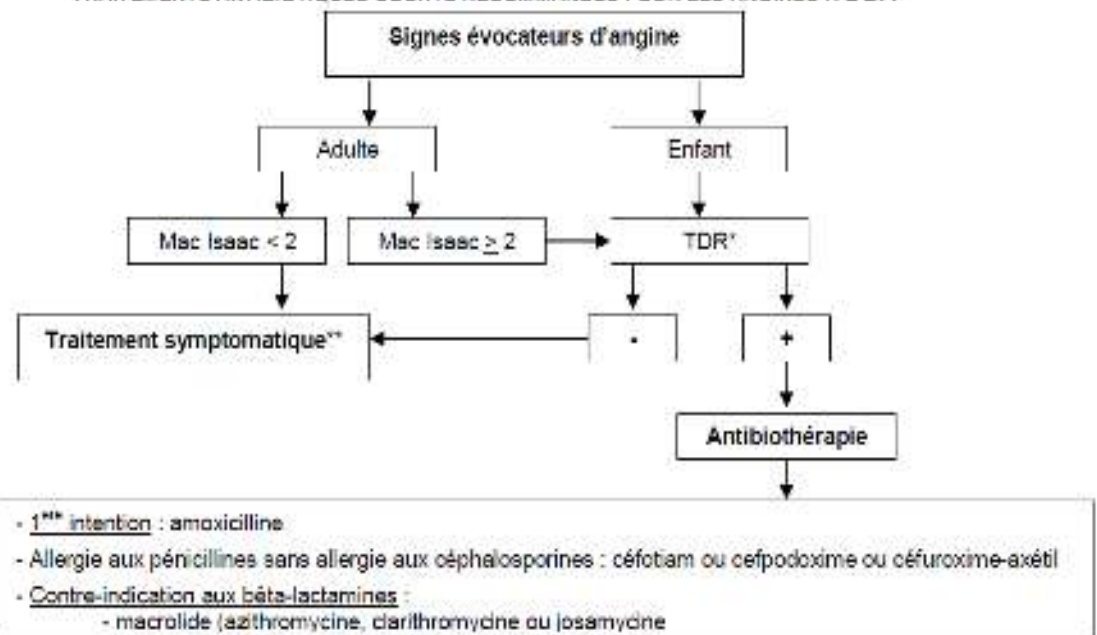 Signes évocateurs d'angine
Adulte
Enfant
Mac Isaac < 2
Mac Isaac ≥ 2
TDR*
Traitement symptomatique**
-
+
Antibiothérapie
- 1ère intention : amoxicilline
- Allergie aux pénicillines sans allergie aux céphalosporines : céfotiam ou cefpodoxime ou céfuroxime-axétil
- Contre-indication aux bêta-lactamines :
- macrolide (azithromycine, clarithromycine ou josamycine